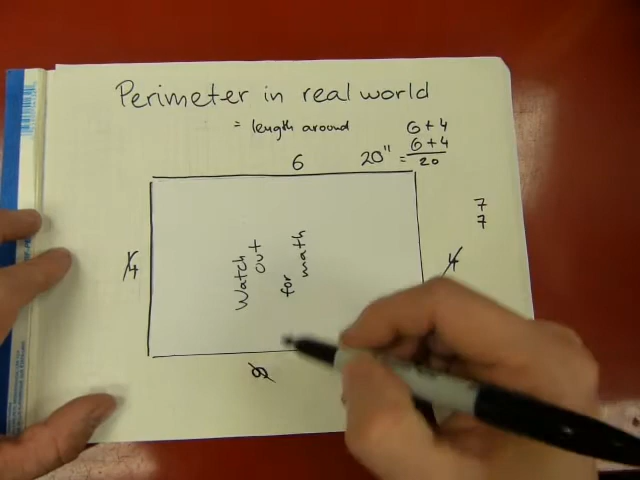 Perimeter in real world
= length around
6 + 4
6 + 4
20" = 20
6
7
7
4
4
Watch
out
for
math